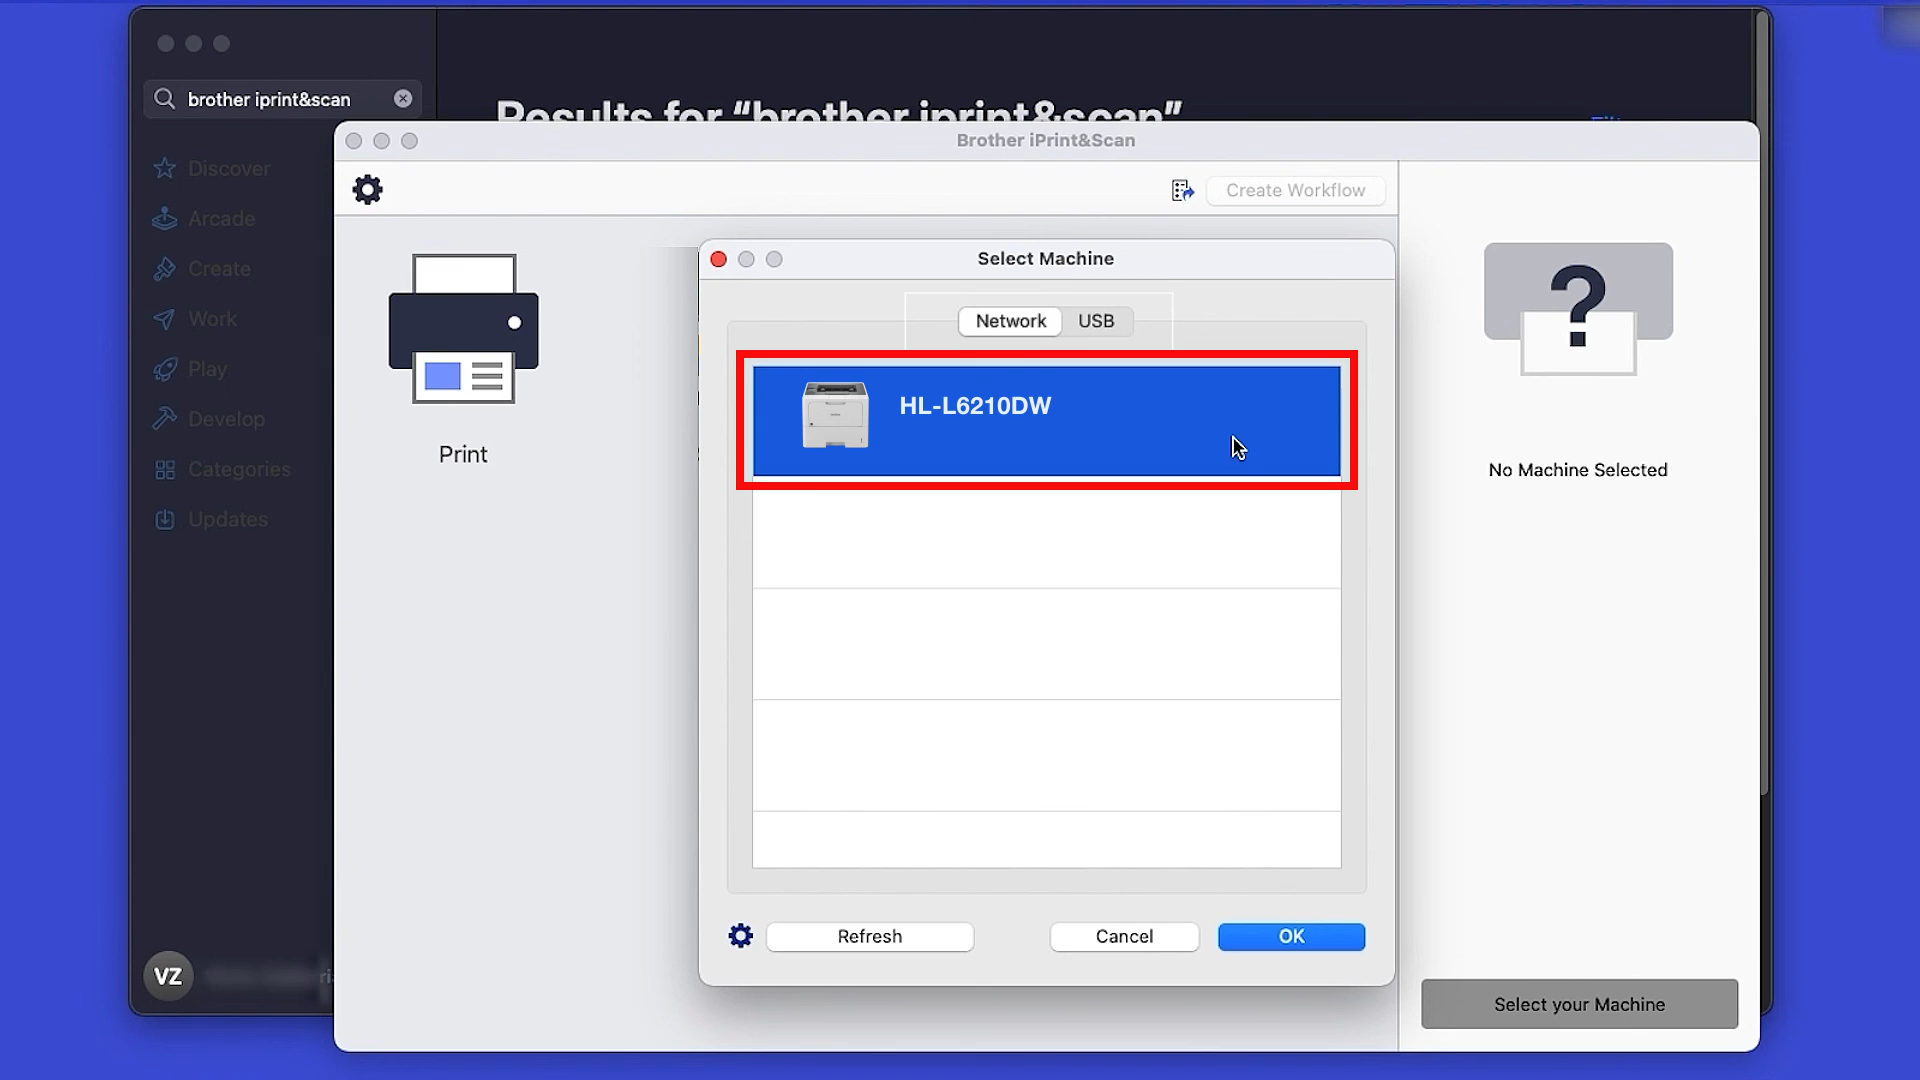 brother iprint&scan
Results for “brother iprint&scan”
Discover
Arcade
Create
Work
Play
Develop
Categories
Updates
VZ
Brother iPrint&Scan
Create Workflow
Print
Select Machine
Network USB
HL-L6210DW
Refresh
Cancel
OK
?
No Machine Selected
Select your Machine